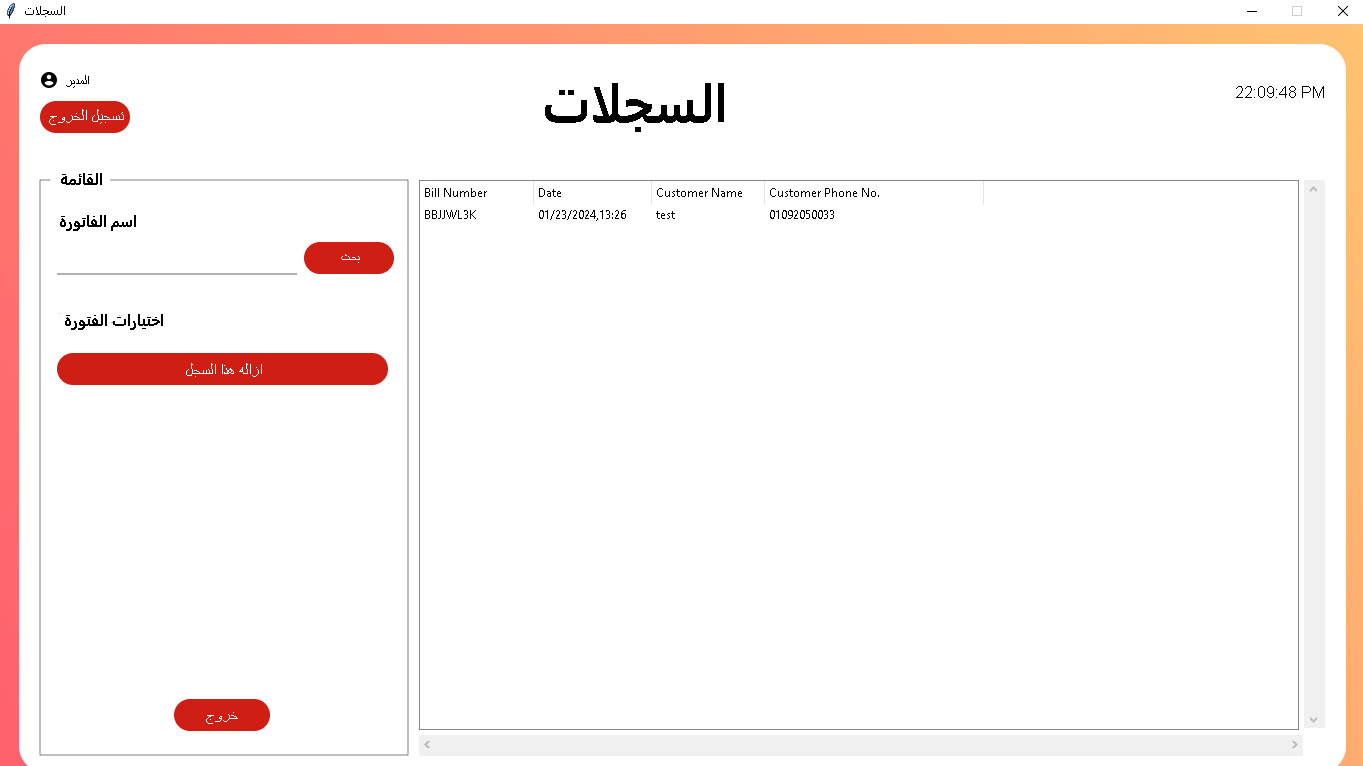 السجلات
المدير
تسجيل الخروج
السجلات
22:09:48 PM
القائمة
اسم الفاتورة
بحث
اختيارات الفتورة
ازاله هذا السجل
خروج
Bill Number Date Customer Name Customer Phone No.
BBJJWL3K 01/23/2024,13:26 test 01092050033